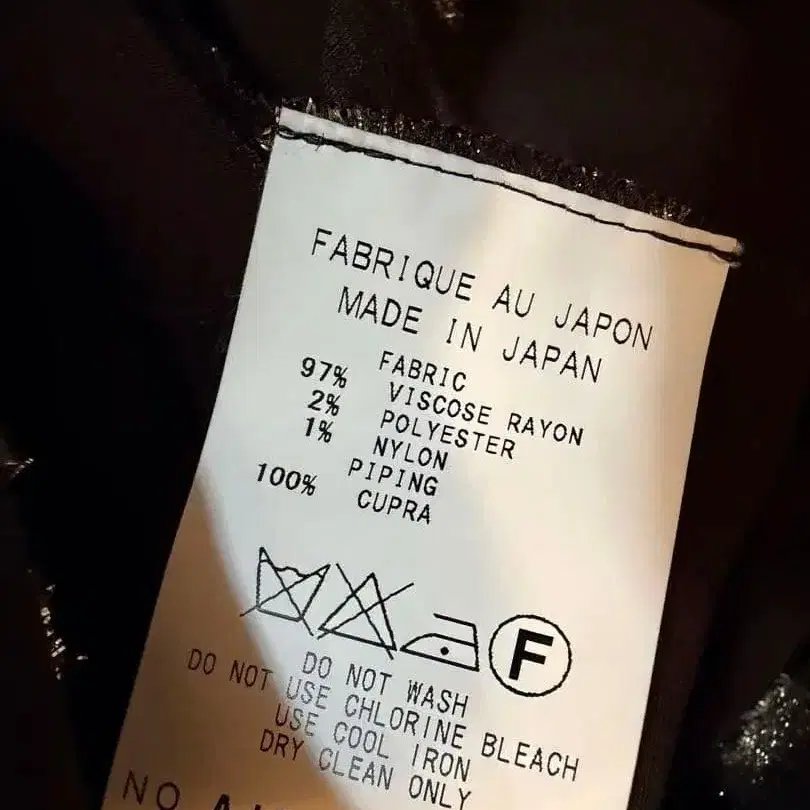 FABRIQUE AU JAPON
MADE IN JAPAN
FABRIC
97% VISCOSE RAYON
2% POLYESTER
1% NYLON
PIPING
100% CUPRA
F
DO NOT WASH
DO NOT USE CHLORINE BLEACH
USE COOL IRON
DRY CLEAN ONLY
NO